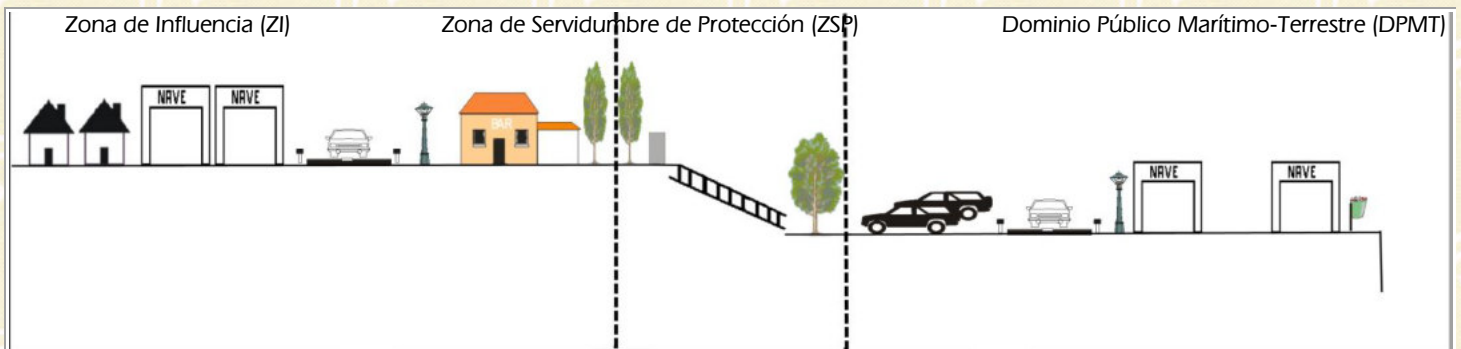 Zona de Influencia (ZI)
Zona de Servidumbre de Protección (ZSP)
Dominio Público Marítimo-Terrestre (DPMT)
NAVE
NAVE
BAR
NAVE
NAVE